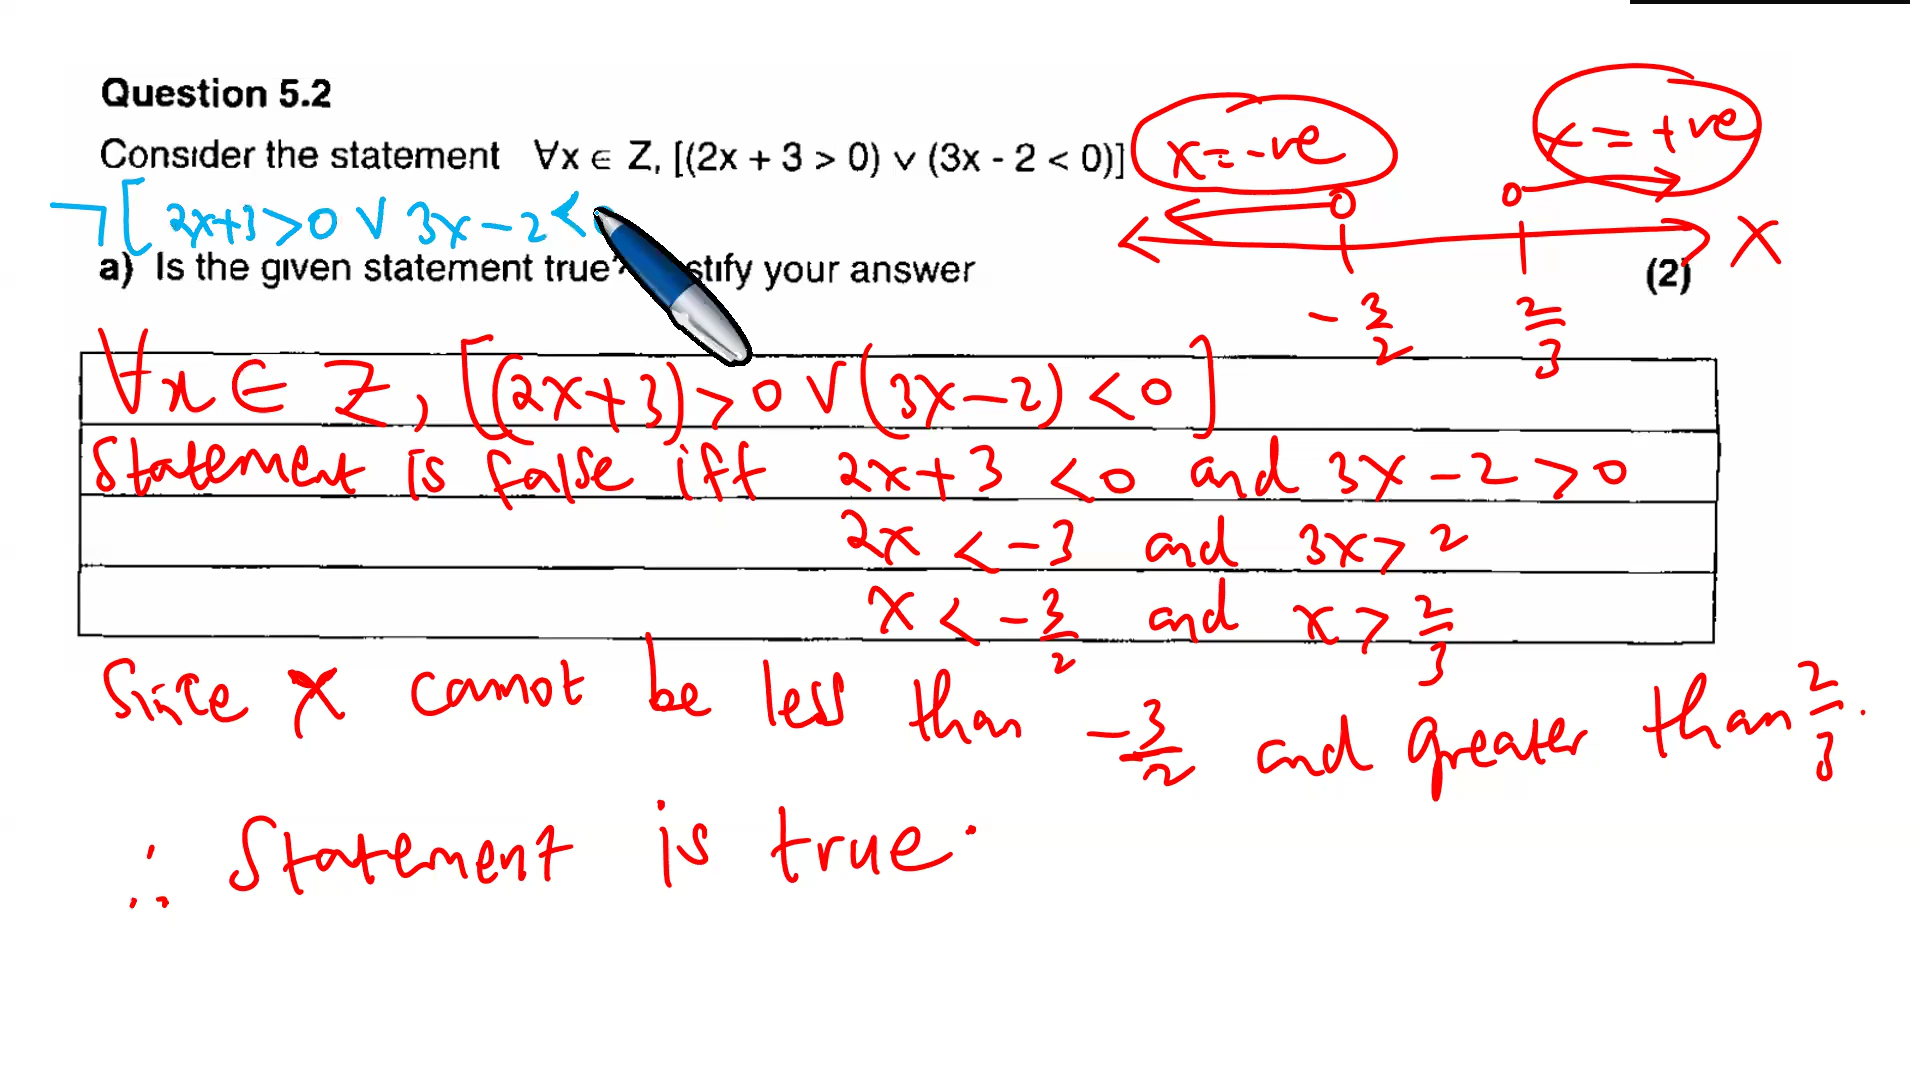 Question 5.2
Consider the statement ∀x ∈ Z, [(2x + 3 > 0) ∨ (3x - 2 < 0)]
x = -ve
x = +ve
¬[ 2x+3 > 0 ∨ 3x - 2 <
x
a) Is the given statement true? your answer
(2)
-3/2
2/3
∀x ∈ Z, [(2x+3) > 0 ∨ (3x-2) < 0]
Statement is false iff 2x+3 < 0 and 3x-2 > 0
2x < -3 and 3x > 2
x < -3/2 and x > 2/3
Since x cannot be less than -3/2 and greater than 2/3.
∴ Statement is true.